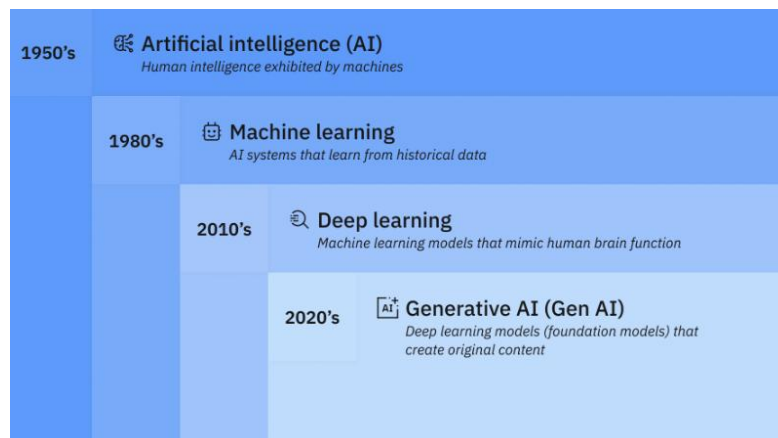 1950’s
Artificial intelligence (AI)
Human intelligence exhibited by machines
1980’s
Machine learning
AI systems that learn from historical data
2010’s
Deep learning
Machine learning models that mimic human brain function
2020’s
AI
Generative AI (Gen AI)
Deep learning models (foundation models) that
create original content